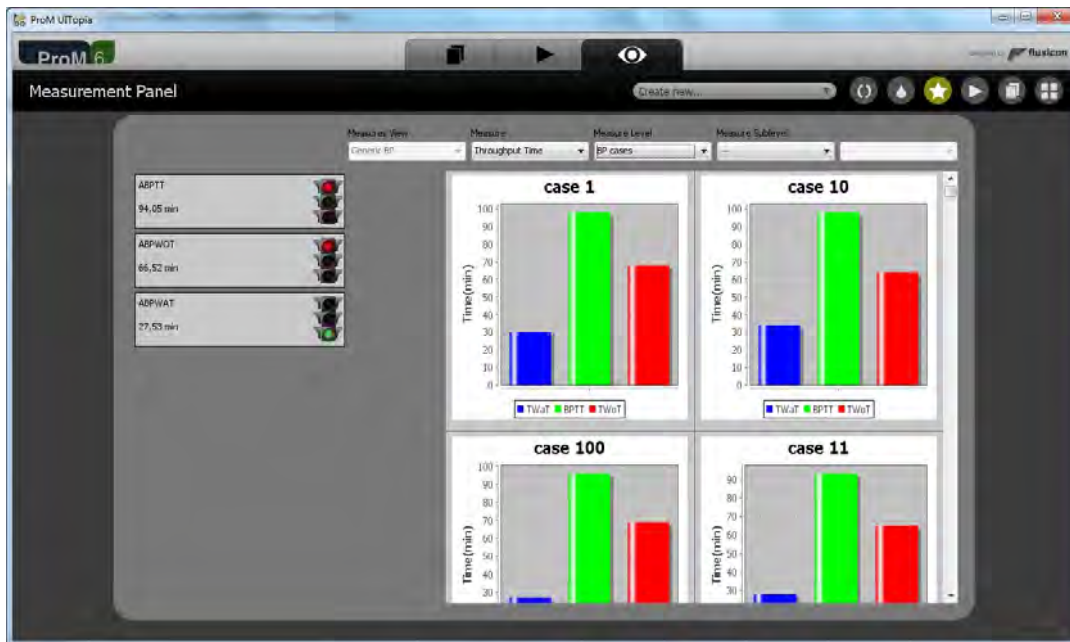 ProM UITopia
ProM 6
fluxicon
Measurement Panel
Create new...
Measures View
Measure
Measure Level
Measure Sublevel
Generic BP
Throughput Time
BP cases
---
ABPTT
94,05 min
ABPWOT
66,52 min
ABPWAT
27,53 min
case 1
100
90
80
70
60
50
40
30
20
10
0
Time(min)
TWaT BPTT TWoT
case 10
100
90
80
70
60
50
40
30
20
10
0
Time(min)
TWaT BPTT TWoT
case 100
100
90
80
70
60
50
40
30
Time(min)
case 11
90
80
70
60
50
40
30
Time(min)